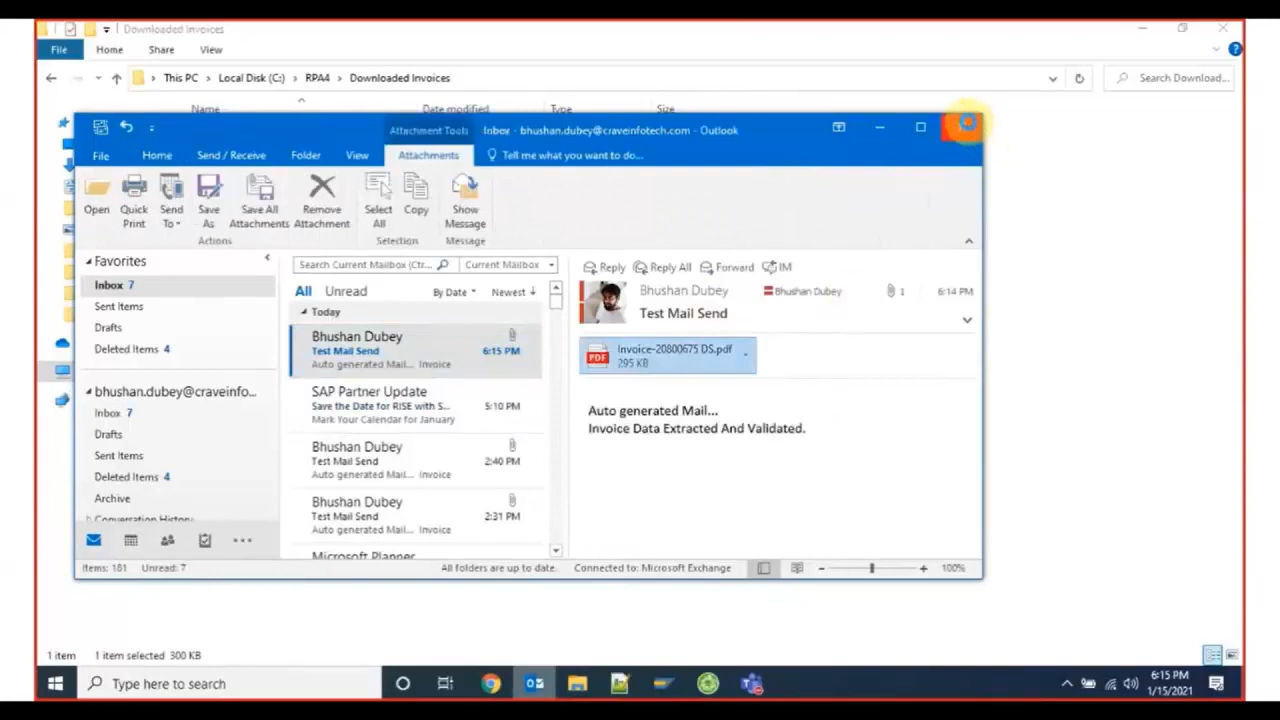 Downloaded Invoices
File Home Share View
This PC Local Disk (C:) RPA4 Downloaded Invoices
Search Download...
Name Date modified Type Size
Attachment Tools Inbox - bhushan.dubey@craveinfotech.com - Outlook
File Home Send / Receive Folder View Attachments Tell me what you want to do...
Open
Quick Print
Send To
Save As
Save All Attachments
Remove Attachment
Select All
Copy
Show Message
Actions Selection Message
Favorites
Inbox 7
Sent Items
Drafts
Deleted Items 4
bhushan.dubey@craveinfo...
Inbox 7
Drafts
Sent Items
Deleted Items 4
Archive
Conversation History
Search Current Mailbox (Ctr... Current Mailbox
All Unread By Date Newest ↓
Today
Bhushan Dubey
Test Mail Send 6:15 PM
Auto generated Mail... Invoice
SAP Partner Update
Save the Date for RISE with S... 5:10 PM
Mark Your Calendar for January
Bhushan Dubey
Test Mail Send 2:40 PM
Auto generated Mail... Invoice
Bhushan Dubey
Test Mail Send 2:31 PM
Auto generated Mail... Invoice
Microsoft Planner
Reply Reply All Forward IM
Bhushan Dubey Bhushan Dubey 1 6:14 PM
Test Mail Send
PDF
Invoice-20800675 DS.pdf
295 KB
Auto generated Mail...
Invoice Data Extracted And Validated.
Items: 181 Unread: 7 All folders are up to date. Connected to: Microsoft Exchange 100%
1 item 1 item selected 300 KB
Type here to search
6:15 PM
1/15/2021